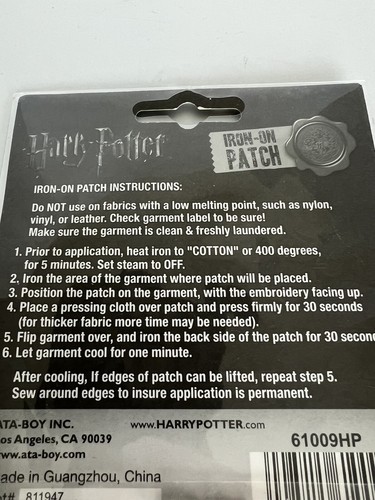 Harry Potter
IRON-ON
PATCH
IRON-ON PATCH INSTRUCTIONS:
Do NOT use on fabrics with a low melting point, such as nylon,
vinyl, or leather. Check garment label to be sure!
Make sure the garment is clean & freshly laundered.
1. Prior to application, heat iron to "COTTON" or 400 degrees,
for 5 minutes. Set steam to OFF.
2, Iron the area of the garment where patch will be placed.
3. Position the patch on the garment, with the embroidery facing up.
4. Place a pressing cloth over patch and press firmly for 30 seconds
(for thicker fabric more time may be needed).
5. Flip garment over, and iron the back side of the patch for 30 secon
6. Let garment cool for one minute.
After cooling, If edges of patch can be lifted, repeat step 5.
Sew around edges to insure application is permanent.
ATA-BOY INC. www.HARRYPOTTER.com
os Angeles, CA 90039 61009HP
ww.ata-boy.com
ade in Guangzhou, China
t# 811947